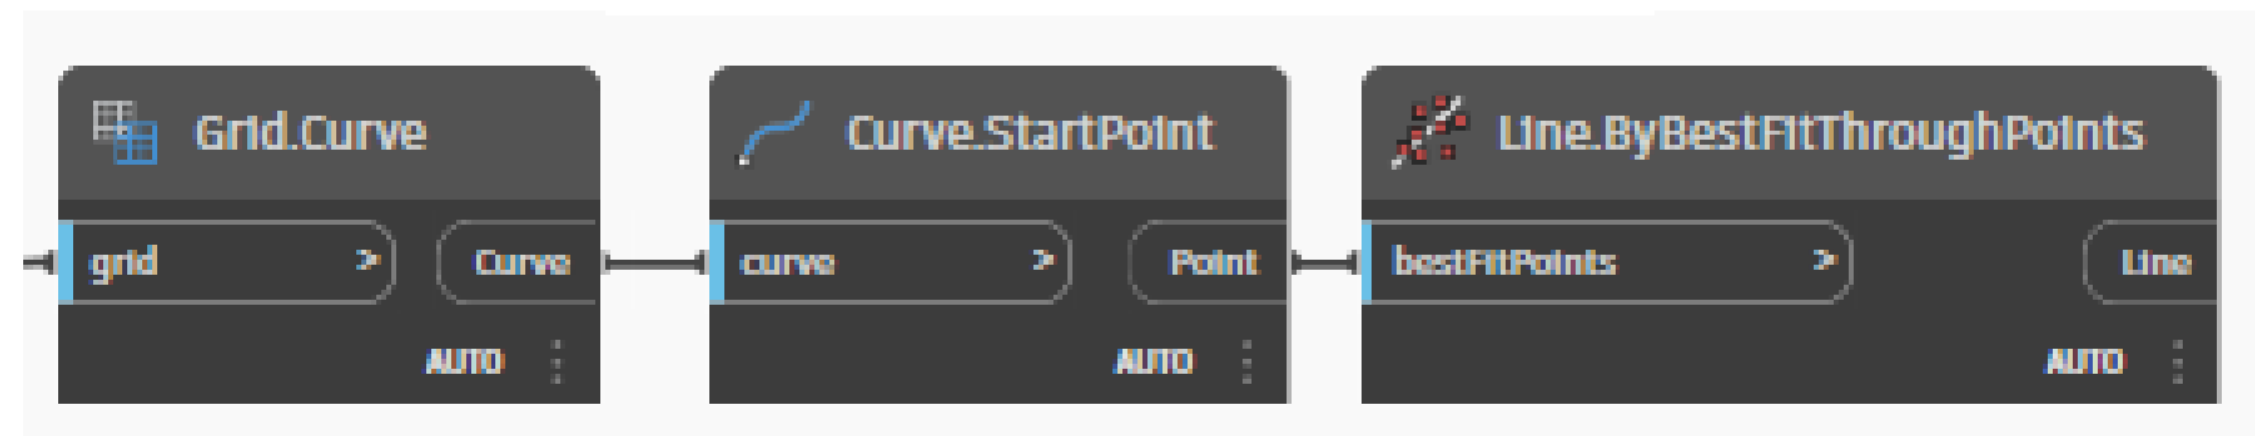 Grid.Curve
grid > Curve
AUTO
Curve.StartPoint
curve > Point
AUTO
Line.ByBestFitThroughPoints
bestFitPoints > Line
AUTO